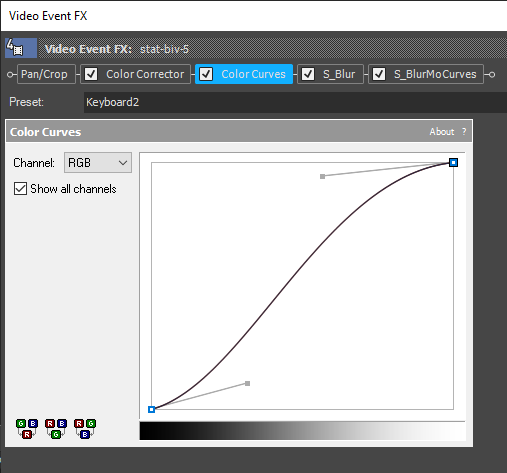 Video Event FX
Video Event FX: stat-biv-5
Pan/Crop Color Corrector Color Curves S_Blur S_BlurMoCurves
Preset: Keyboard2
Color Curves About ?
Channel: RGB
Show all channels
G B R B R G
R G B